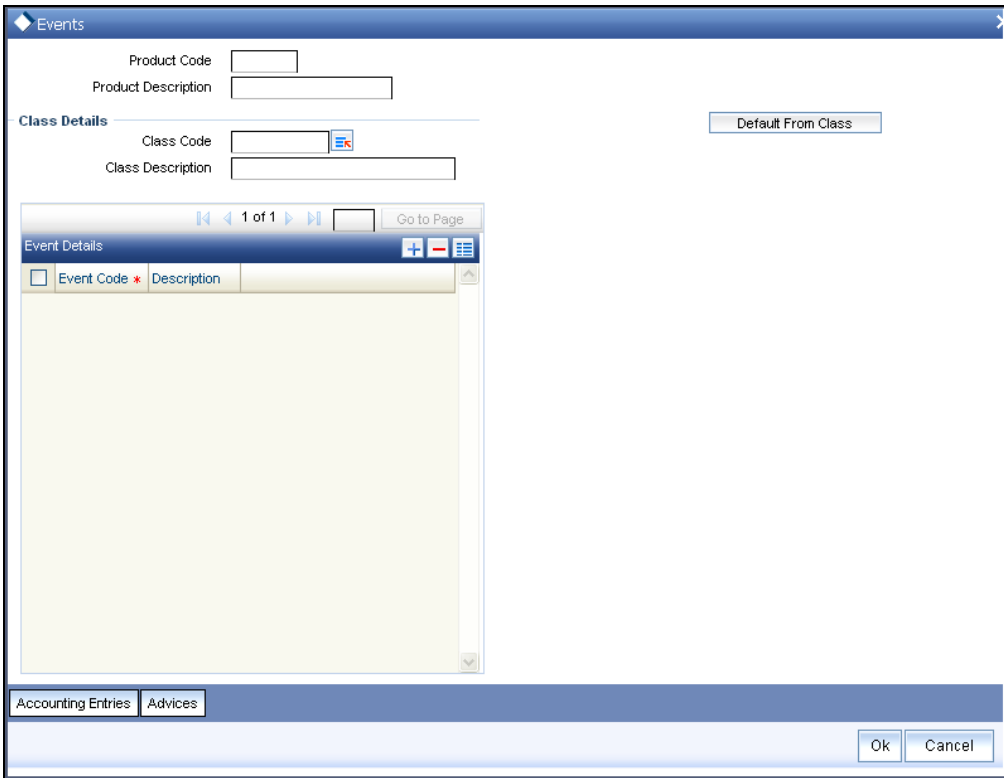 Events
Product Code
Product Description
Class Details
Default From Class
Class Code
Class Description
1 of 1 Go to Page
Event Details
Event Code * Description
Accounting Entries Advices
Ok Cancel